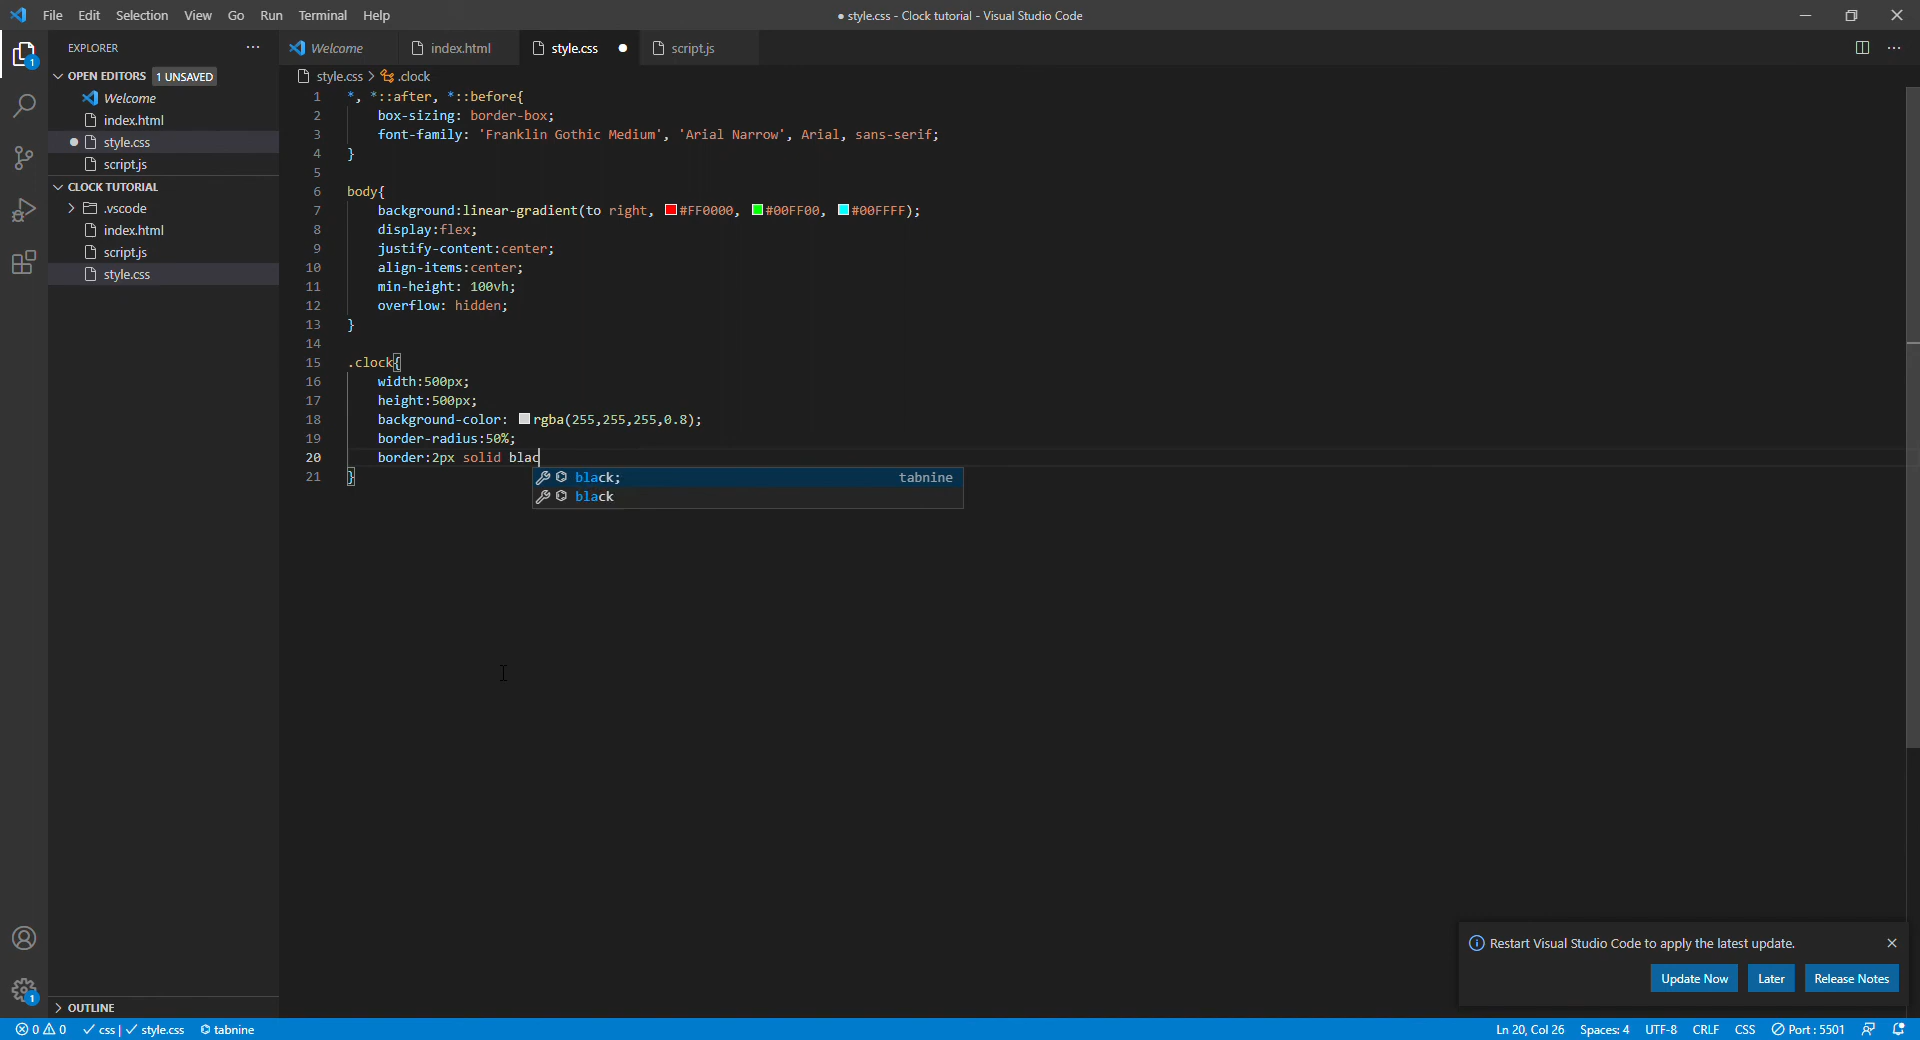 File Edit Selection View Go Run Terminal Help
● style.css - Clock tutorial - Visual Studio Code
EXPLORER
Welcome
index.html
style.css
script.js
OPEN EDITORS 1 UNSAVED
Welcome
index.html
style.css
script.js
CLOCK TUTORIAL
.vscode
index.html
script.js
style.css
style.css > .clock
1 *, *::after, *::before{
2 box-sizing: border-box;
3 font-family: 'Franklin Gothic Medium', 'Arial Narrow', Arial, sans-serif;
4 }
5
6 body{
7 background:linear-gradient(to right, #FF0000, #00FF00, #00FFFF);
8 display:flex;
9 justify-content:center;
10 align-items:center;
11 min-height: 100vh;
12 overflow: hidden;
13 }
14
15 .clock{
16 width:500px;
17 height:500px;
18 background-color: rgba(255,255,255,0.8);
19 border-radius:50%;
20 border:2px solid blac
21 }
black; tabnine
black
1
1
Restart Visual Studio Code to apply the latest update.
Update Now Later Release Notes
OUTLINE
0 0 css | style.css tabnine
Ln 20, Col 26 Spaces: 4 UTF-8 CRLF CSS Port : 5501